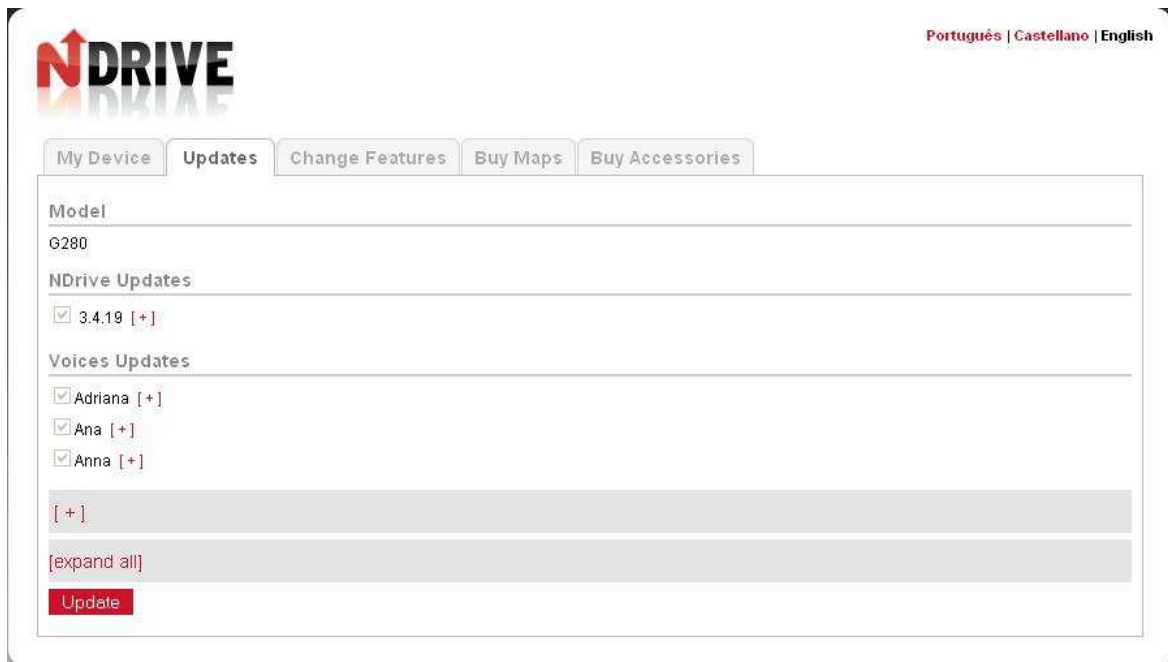 Português | Castellano | English
NDRIVE
My Device Updates Change Features Buy Maps Buy Accessories
Model
G280
NDrive Updates
3.4.19 [+]
Voices Updates
Adriana [+]
Ana [+]
Anna [+]
[ + ]
[expand all]
Update